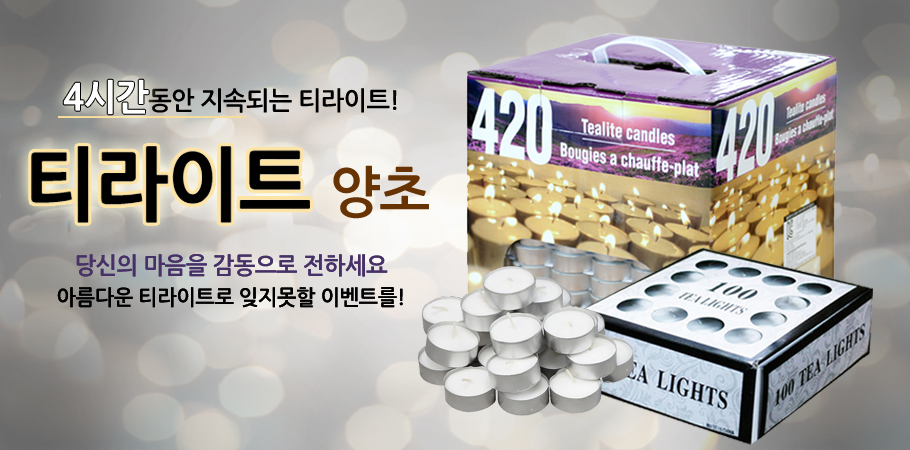 4시간동안 지속되는 티라이트!
티라이트 양초
당신의 마음을 감동으로 전하세요
아름다운 티라이트로 잊지못할 이벤트를!
420
Tealite candles
Bougies a chauffe-plat
420
Tealite candles
Bougies a chauffe-plat
100
TEA LIGHTS
EA LIGHTS
100 TEA LIGHTS